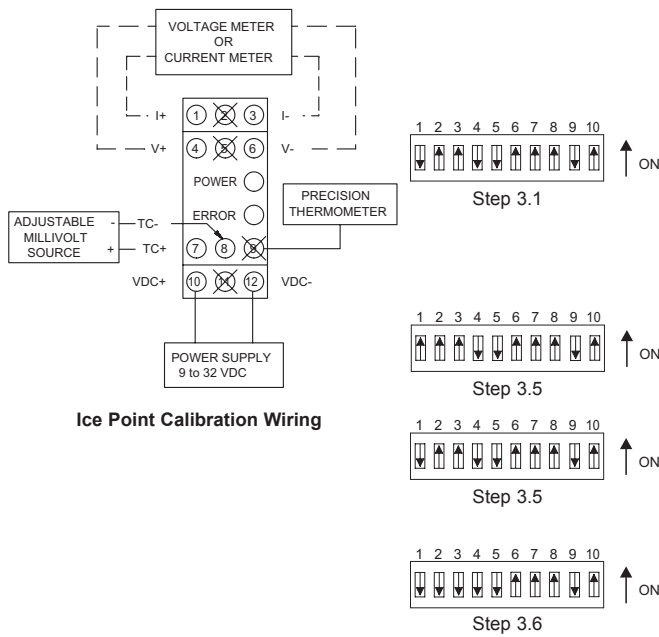 VOLTAGE METER
OR
CURRENT METER
I+ 1 2 3 I-
V+ 4 5 6 V-
POWER
ERROR
PRECISION
THERMOMETER
ADJUSTABLE
MILLIVOLT
SOURCE
- TC-
+ TC+
7 8 9
VDC+ 10 11 12 VDC-
POWER SUPPLY
9 to 32 VDC
Ice Point Calibration Wiring
1 2 3 4 5 6 7 8 9 10
ON
Step 3.1
1 2 3 4 5 6 7 8 9 10
ON
Step 3.5
1 2 3 4 5 6 7 8 9 10
ON
Step 3.5
1 2 3 4 5 6 7 8 9 10
ON
Step 3.6